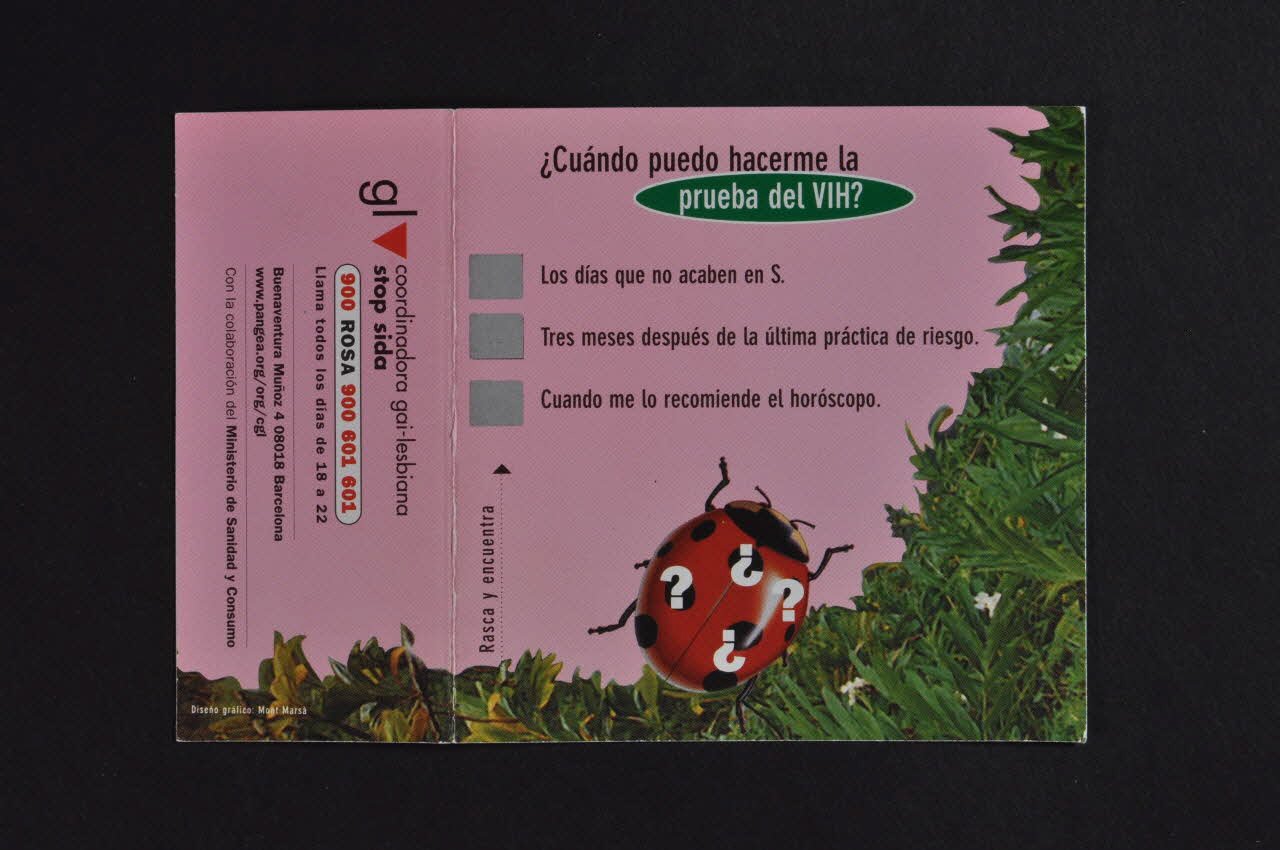 ¿Cuándo puedo hacerme la
prueba del VIH?
Los días que no acaben en S.
Tres meses después de la última práctica de riesgo.
Cuando me lo recomiende el horóscopo.
Rasca y encuentra
? ? ? ?
gl
coordinadora gai-lesbiana
stop sida
900 ROSA 900 601 601
Llama todos los días de 18 a 22
Buenaventura Muñoz 4 08018 Barcelona
www.pangea.org/org/cgl
Con la colaboración del Ministerio de Sanidad y Consumo
Diseño gráfico: Mont Marsà